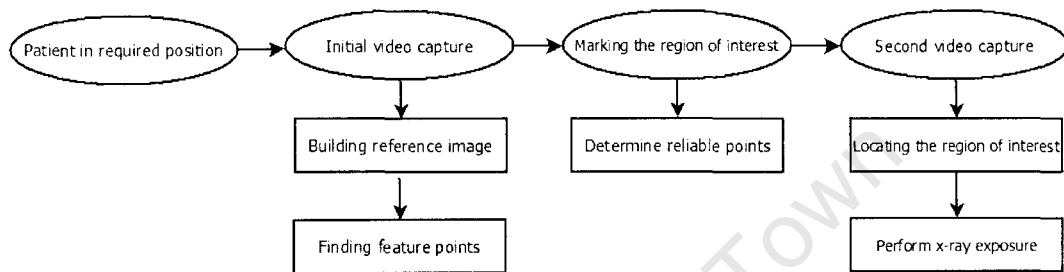 Patient in required position
Initial video capture
Marking the region of interest
Second video capture
Building reference image
Determine reliable points
Locating the region of interest
Finding feature points
Perform x-ray exposure
Town